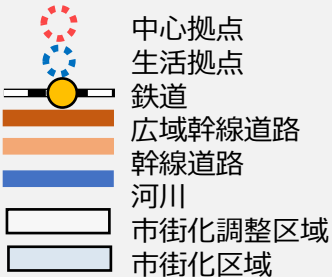 中心拠点
生活拠点
鉄道
広域幹線道路
幹線道路
河川
市街化調整区域
市街化区域